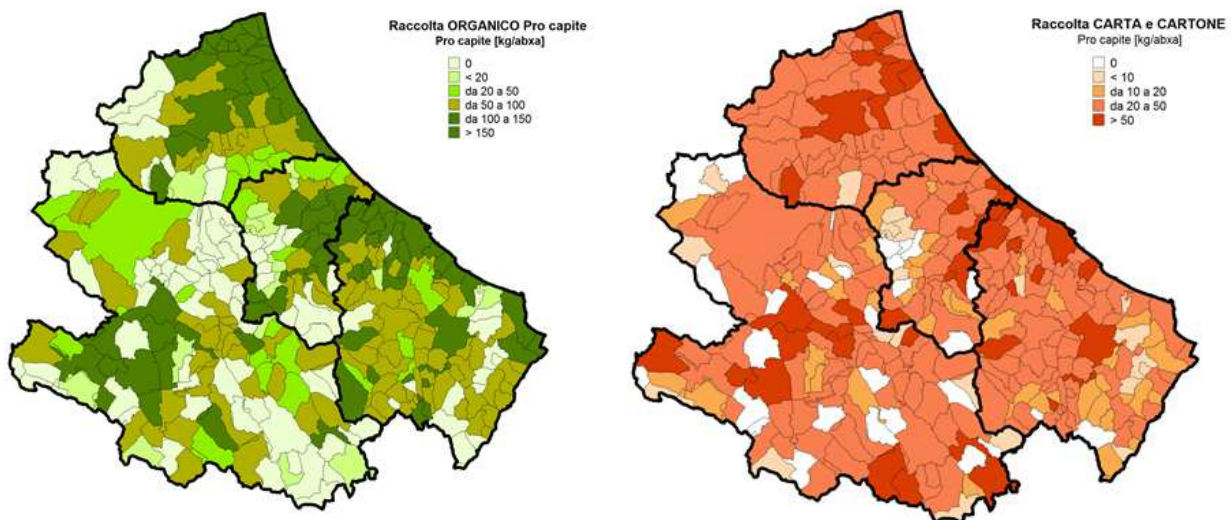 Raccolta ORGANICO Pro capite
Pro capite [kg/abxa]
0
< 20
da 20 a 50
da 50 a 100
da 100 a 150
> 150
Raccolta CARTA e CARTONE
Pro capite [kg/abxa]
0
< 10
da 10 a 20
da 20 a 50
> 50